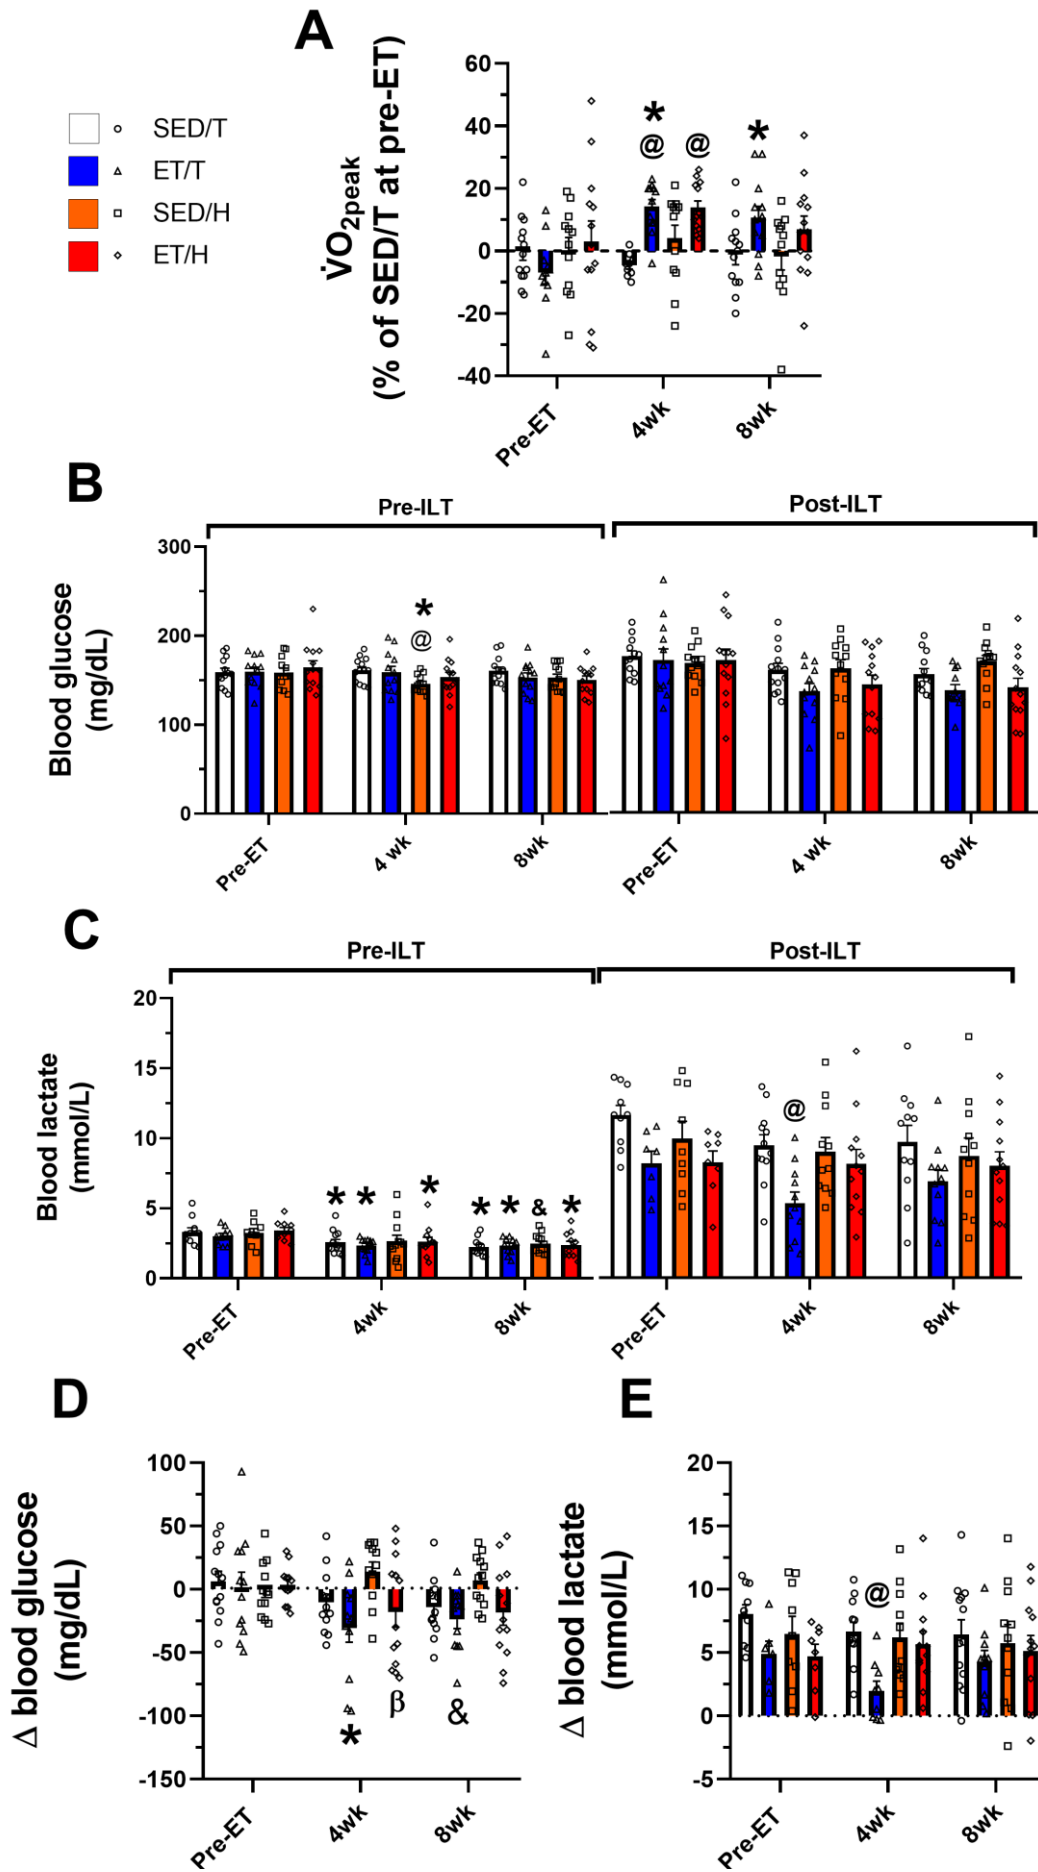 A
SED/T
ET/T
SED/H
ET/H
V̇O2peak
(% of SED/T at pre-ET)
60
40
20
0
-20
-40
*
@
@
*
Pre-ET
4wk
8wk
B
Pre-ILT
Post-ILT
Blood glucose
(mg/dL)
300
200
100
0
*
@
Pre-ET
4 wk
8wk
Pre-ET
4 wk
8wk
C
Pre-ILT
Post-ILT
Blood lactate
(mmol/L)
20
15
10
5
0
* * * * * & *
@
Pre-ET
4wk
8wk
Pre-ET
4wk
8wk
D
Δ blood glucose
(mg/dL)
100
50
0
-50
-100
-150
*
β
&
Pre-ET
4wk
8wk
E
Δ blood lactate
(mmol/L)
20
15
10
5
0
-5
@
Pre-ET
4wk
8wk